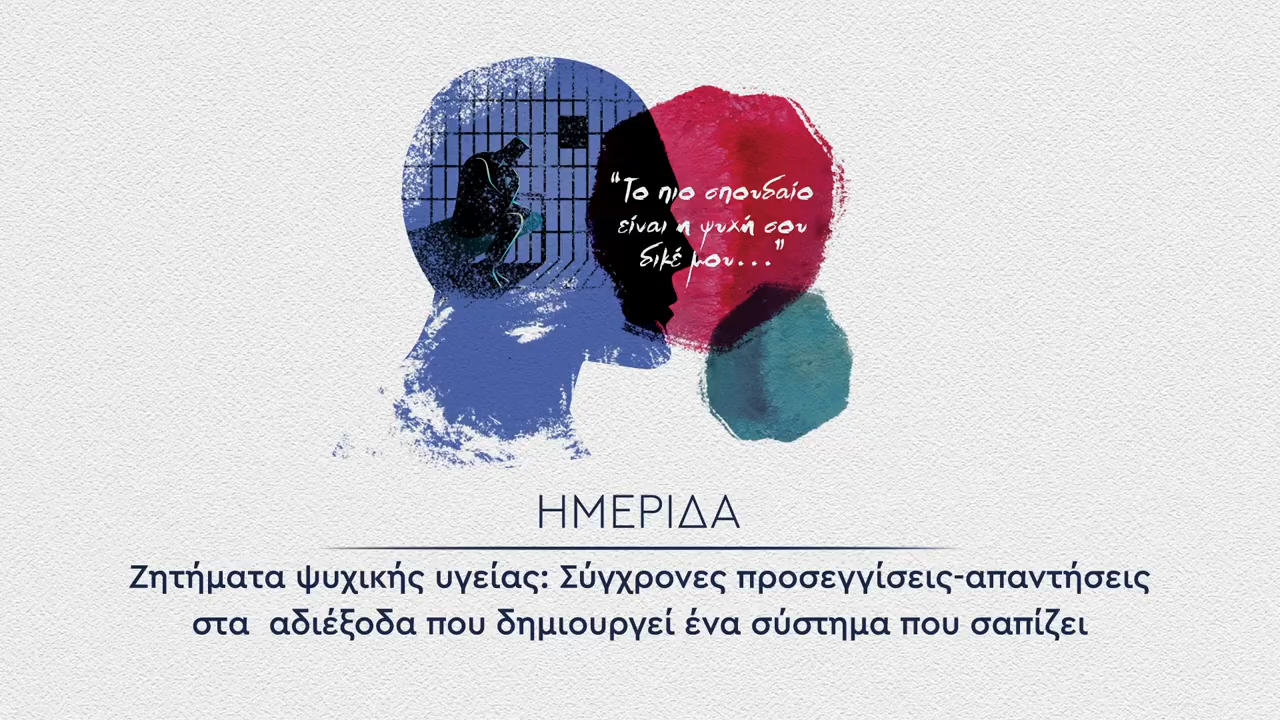 “Το πιο σπουδαίο
είναι η ψυχή σου
δικέ μου...”
ΗΜΕΡΙΔΑ
Ζητήματα ψυχικής υγείας: Σύγχρονες προσεγγίσεις-απαντήσεις
στα αδιέξοδα που δημιουργεί ένα σύστημα που σαπίζει